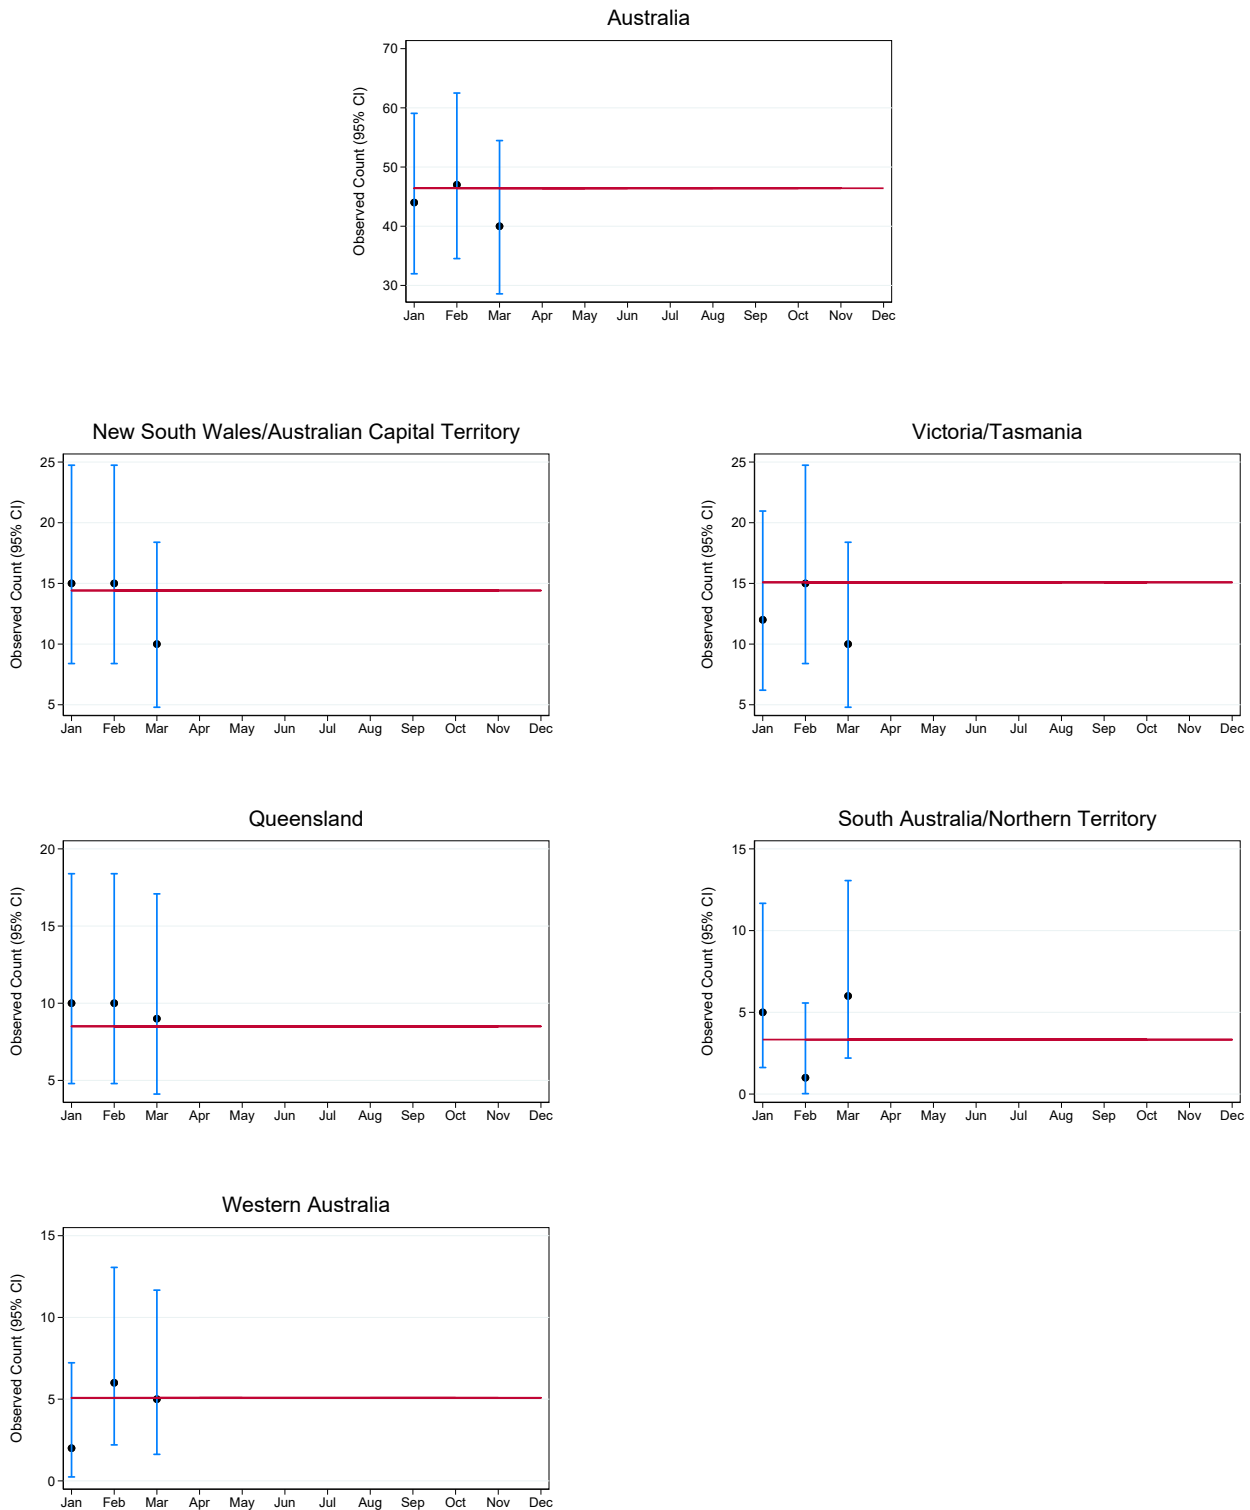 Australia
Observed Count (95% CI)
70
60
50
40
30
Jan Feb Mar Apr May Jun Jul Aug Sep Oct Nov Dec
New South Wales/Australian Capital Territory
Observed Count (95% CI)
25
20
15
10
5
Jan Feb Mar Apr May Jun Jul Aug Sep Oct Nov Dec
Victoria/Tasmania
Observed Count (95% CI)
25
20
15
10
5
Jan Feb Mar Apr May Jun Jul Aug Sep Oct Nov Dec
Queensland
Observed Count (95% CI)
20
15
10
5
Jan Feb Mar Apr May Jun Jul Aug Sep Oct Nov Dec
South Australia/Northern Territory
Observed Count (95% CI)
15
10
5
0
Jan Feb Mar Apr May Jun Jul Aug Sep Oct Nov Dec
Western Australia
Observed Count (95% CI)
15
10
5
0
Jan Feb Mar Apr May Jun Jul Aug Sep Oct Nov Dec